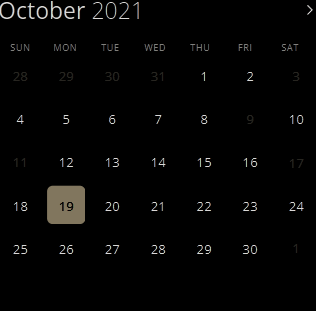 October 2021
SUN MON TUE WED THU FRI SAT
28 29 30 31 1 2 3
4 5 6 7 8 9 10
11 12 13 14 15 16 17
18 19 20 21 22 23 24
25 26 27 28 29 30 1